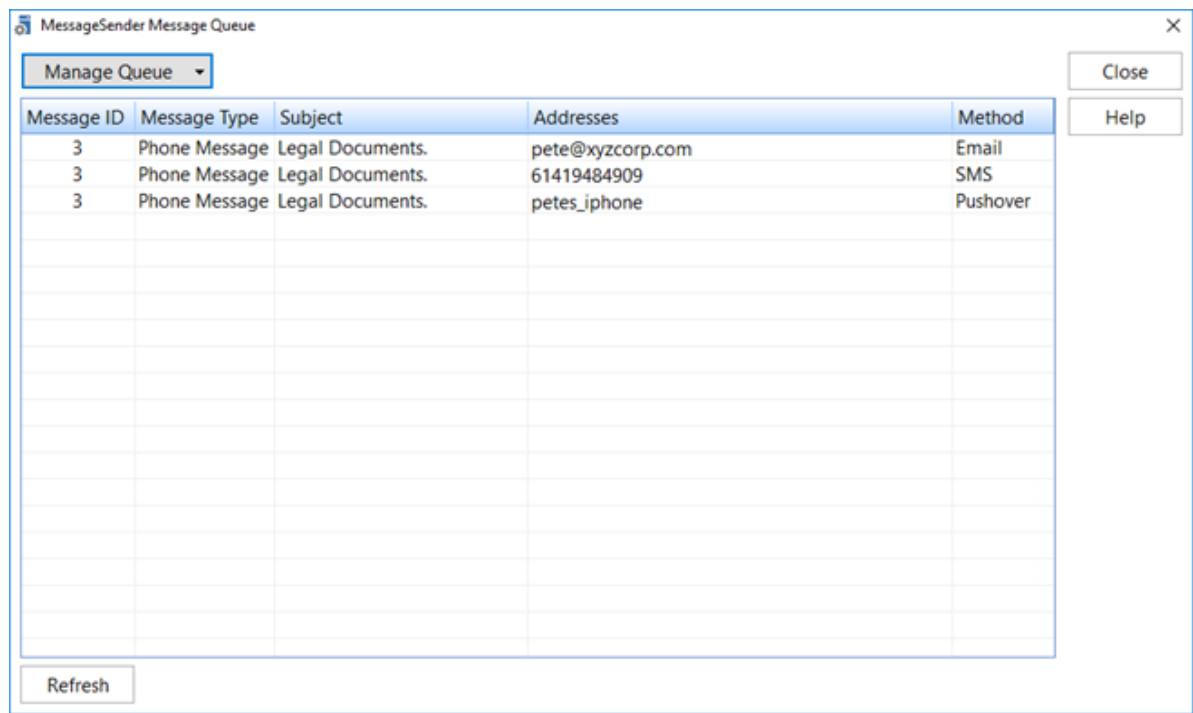 MessageSender Message Queue
Manage Queue
Close
Message ID Message Type Subject Addresses Method
Help
3 Phone Message Legal Documents. pete@xyzcorp.com Email
3 Phone Message Legal Documents. 61419484909 SMS
3 Phone Message Legal Documents. petes_iphone Pushover
Refresh